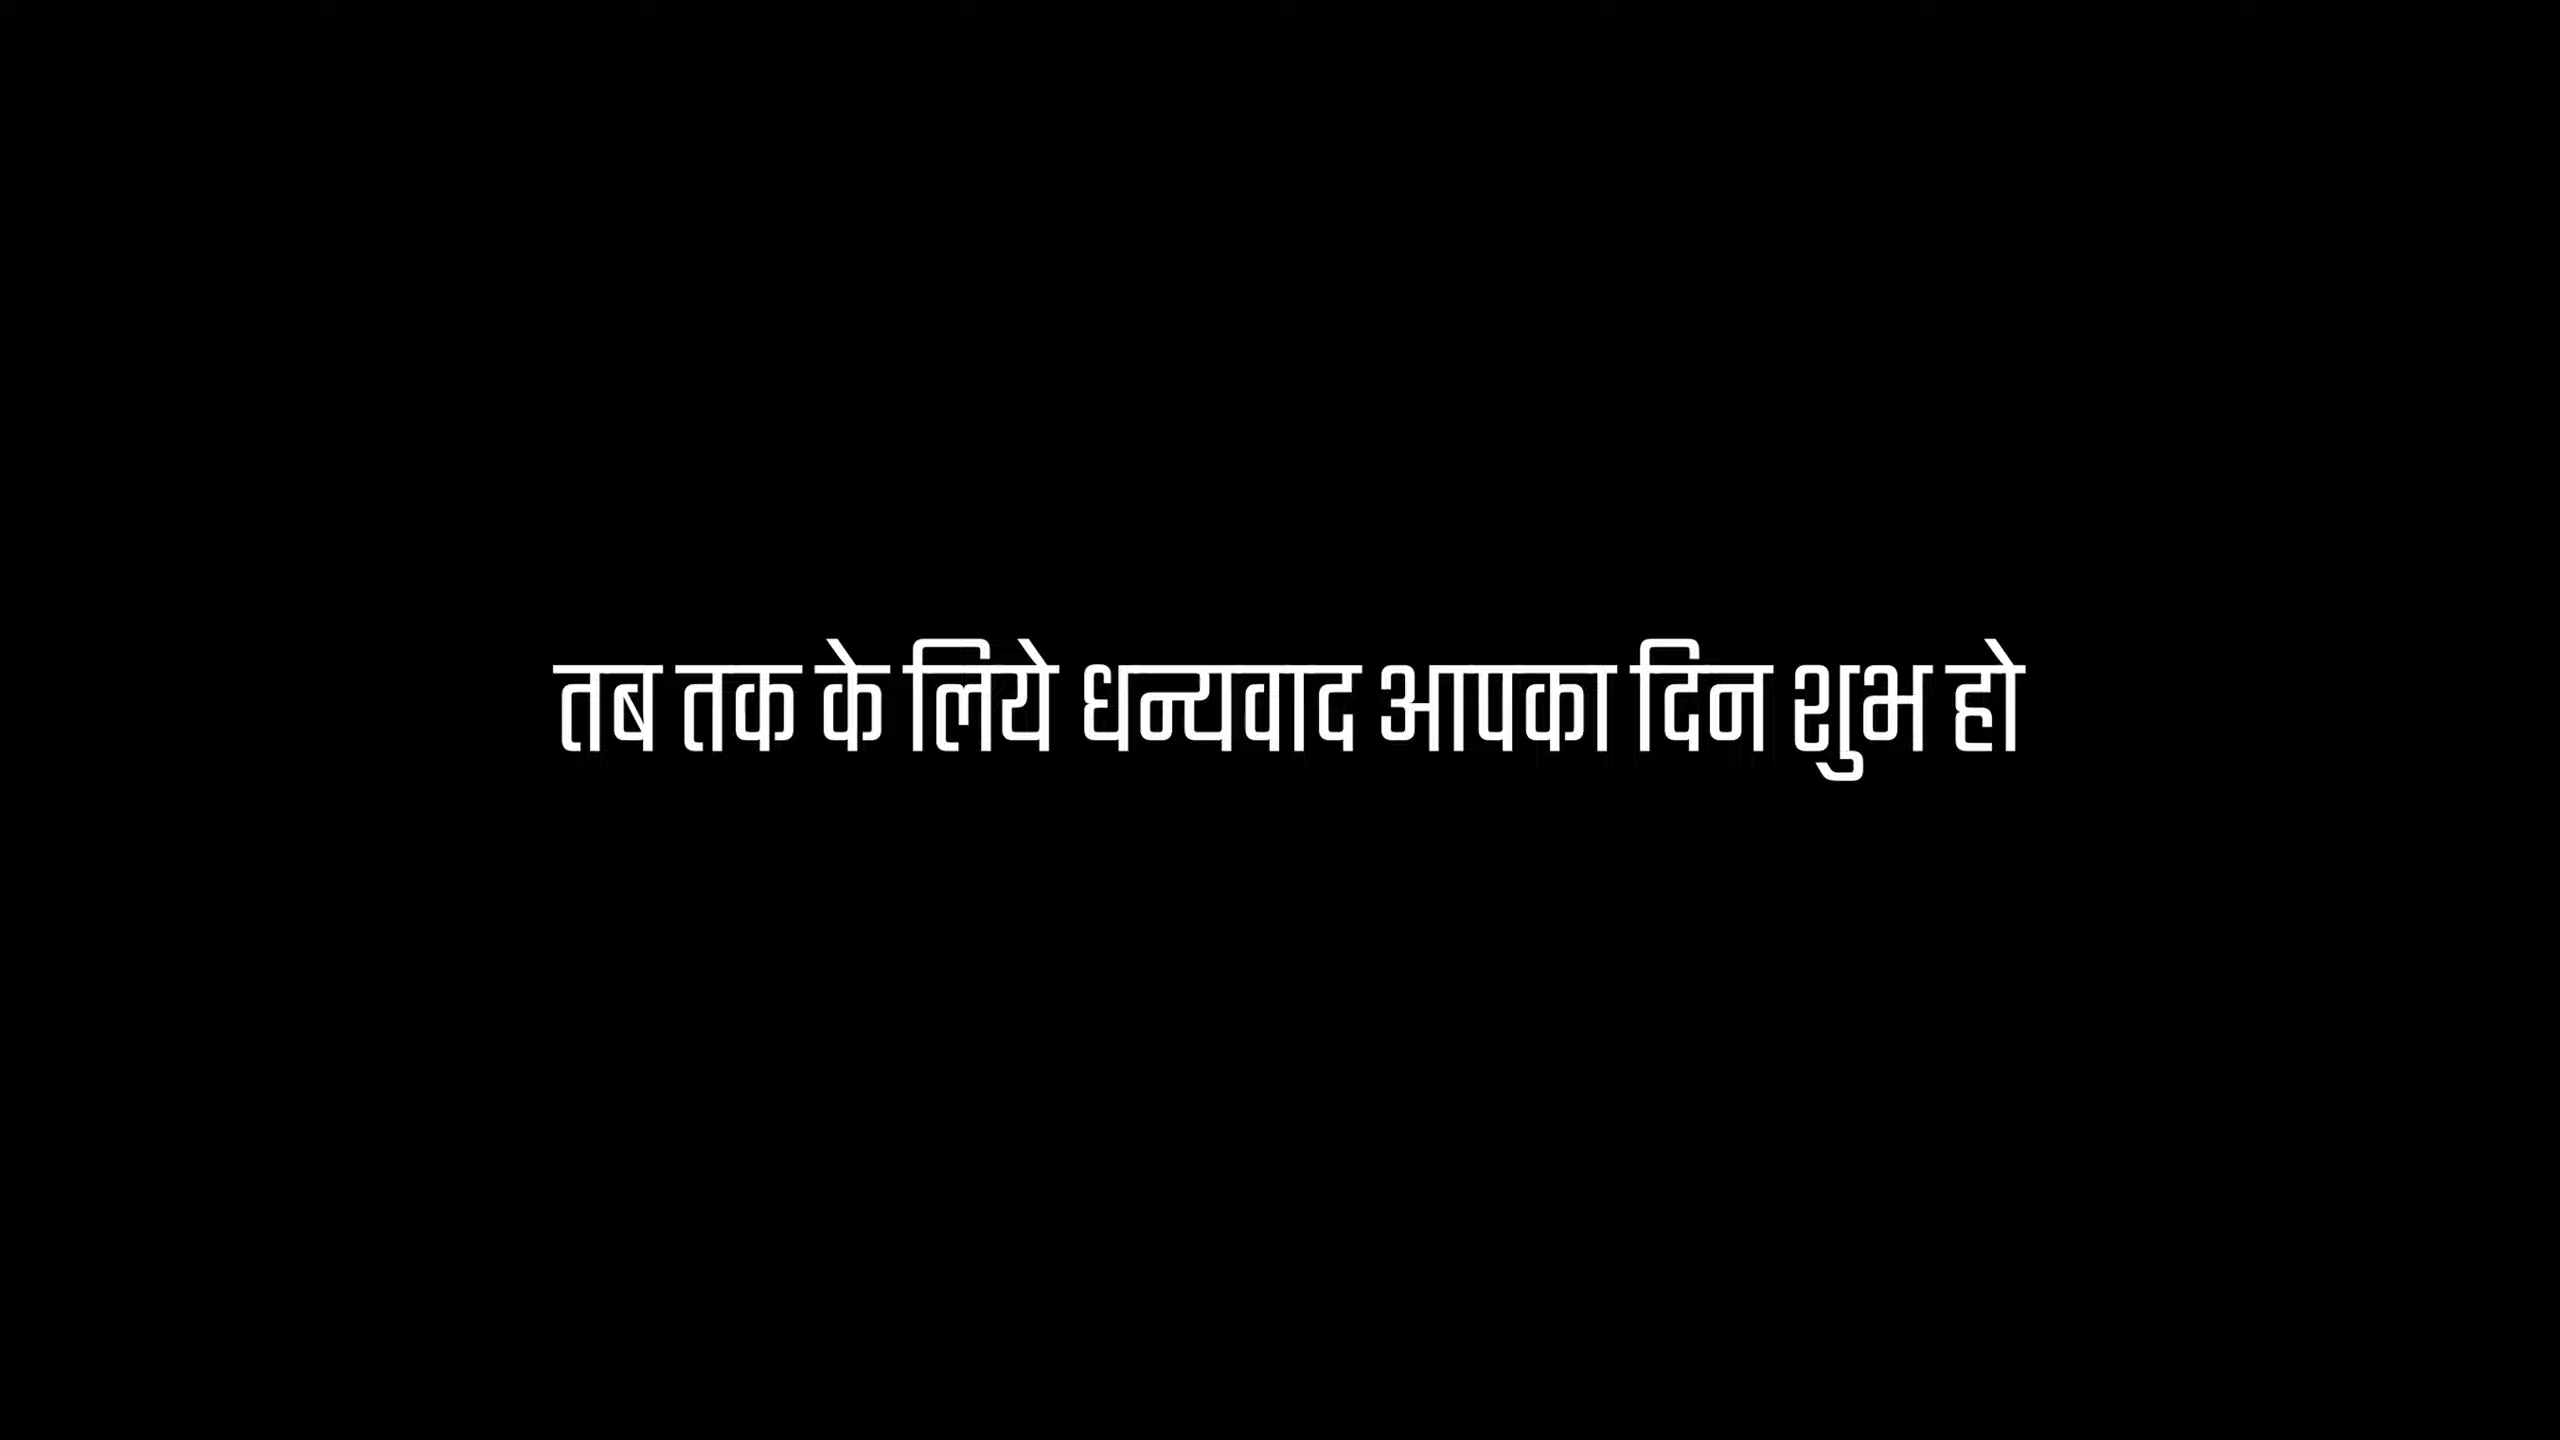 तब तक के लिये धन्यवाद आपका दिन शुभ हो